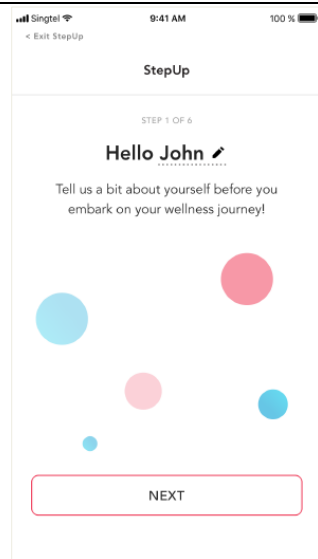 Singtel 9:41 AM 100 %
< Exit StepUp
StepUp
STEP 1 OF 6
Hello John
Tell us a bit about yourself before you
embark on your wellness journey!
NEXT